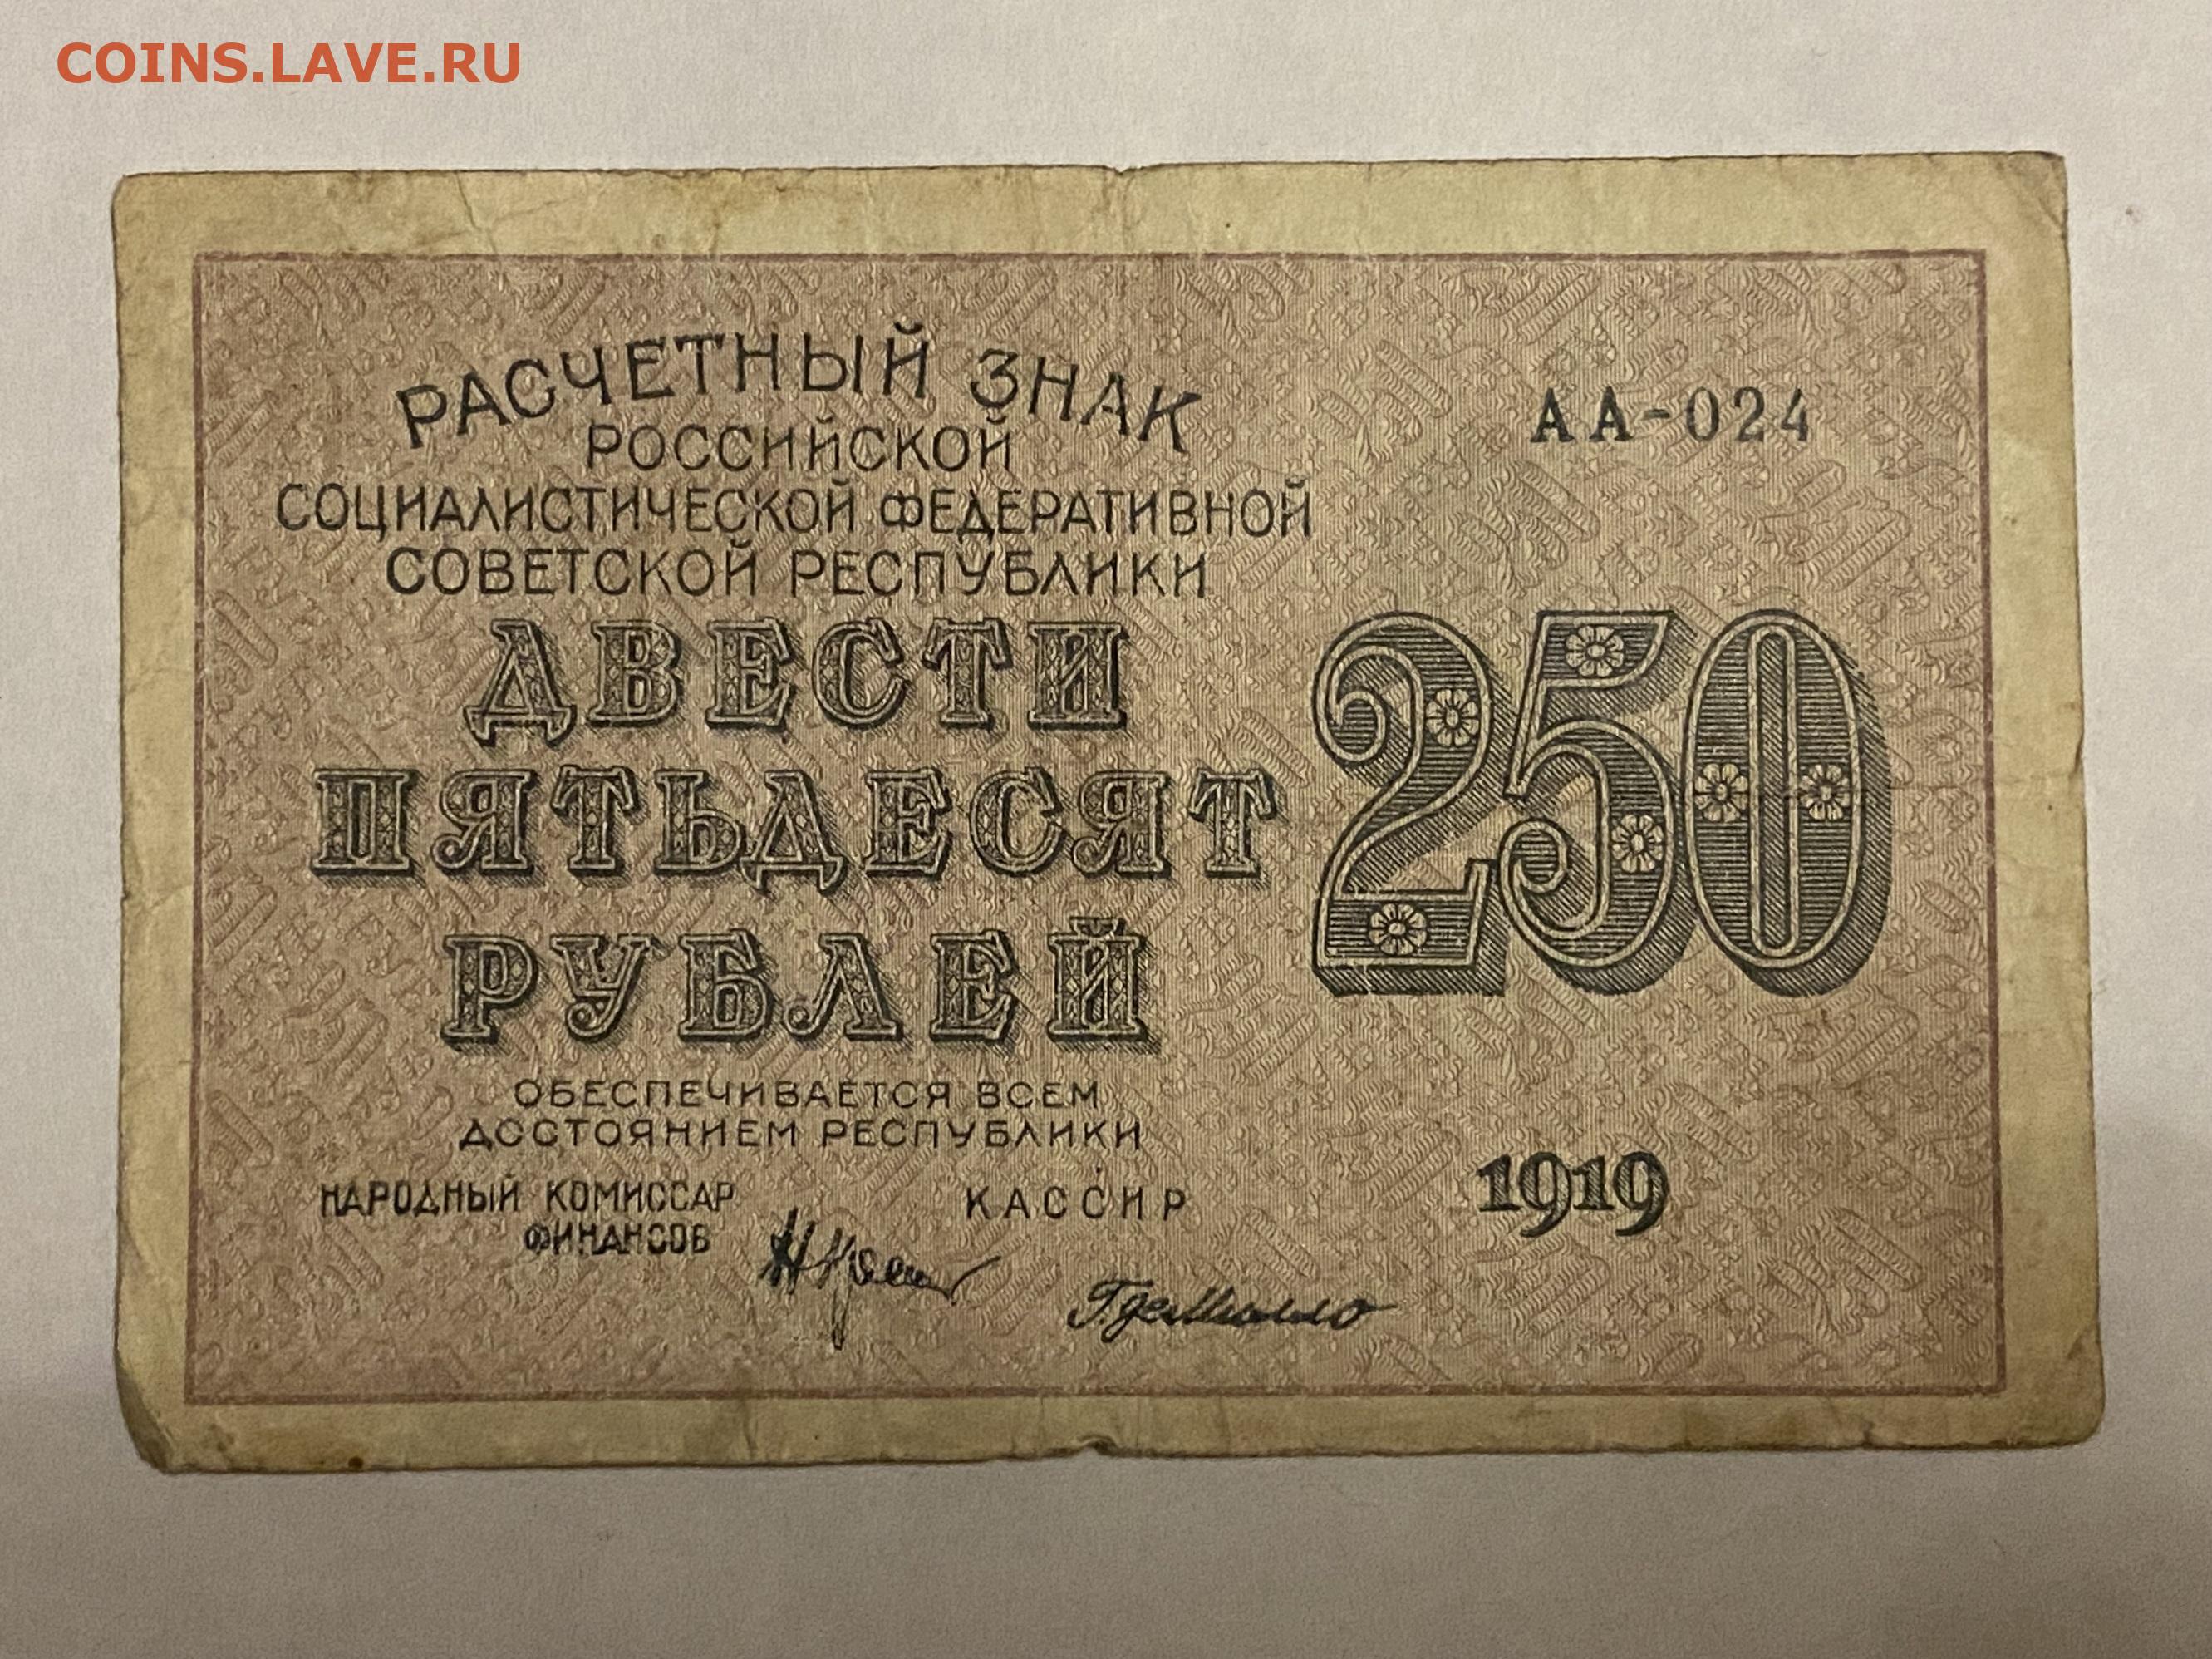 COINS.LAVE.RU
РАСЧЕТНЫЙ ЗНАК
РОССИЙСКОЙ
СОЦИАЛИСТИЧЕСКОЙ ФЕДЕРАТИВНОЙ
СОВЕТСКОЙ РЕСПУБЛИКИ
АА-024
ДВЕСТИ
ПЯТЬДЕСЯТ
РУБЛЕЙ
250
ОБЕСПЕЧИВАЕТСЯ ВСЕМ
ДОСТОЯНИЕМ РЕСПУБЛИКИ
НАРОДНЫЙ КОМИССАР
ФИНАНСОВ
КАССИР
Г.деМилло
1919